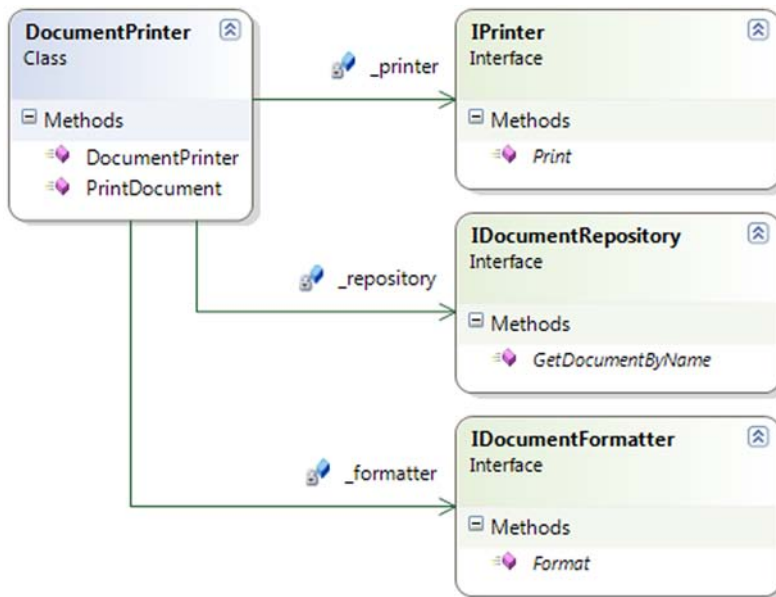 DocumentPrinter
Class
Methods
DocumentPrinter
PrintDocument
_printer
IPrinter
Interface
Methods
Print
_repository
IDocumentRepository
Interface
Methods
GetDocumentByName
_formatter
IDocumentFormatter
Interface
Methods
Format